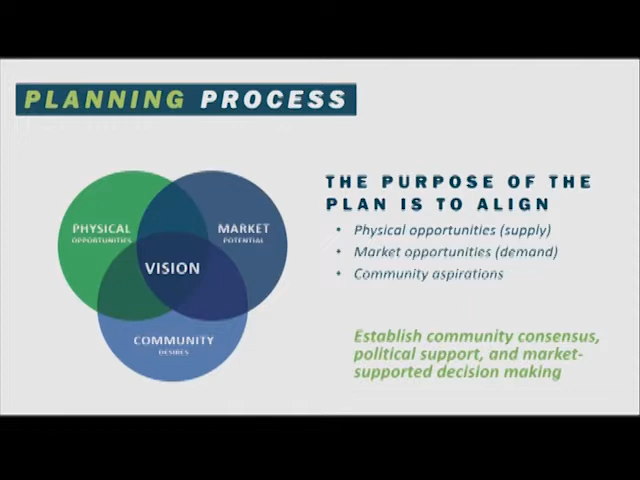 PLANNING PROCESS
PHYSICAL
OPPORTUNITIES
MARKET
POTENTIAL
VISION
COMMUNITY
DESIRES
THE PURPOSE OF THE
PLAN IS TO ALIGN
• Physical opportunities (supply)
• Market opportunities (demand)
• Community aspirations
Establish community consensus,
political support, and market-
supported decision making